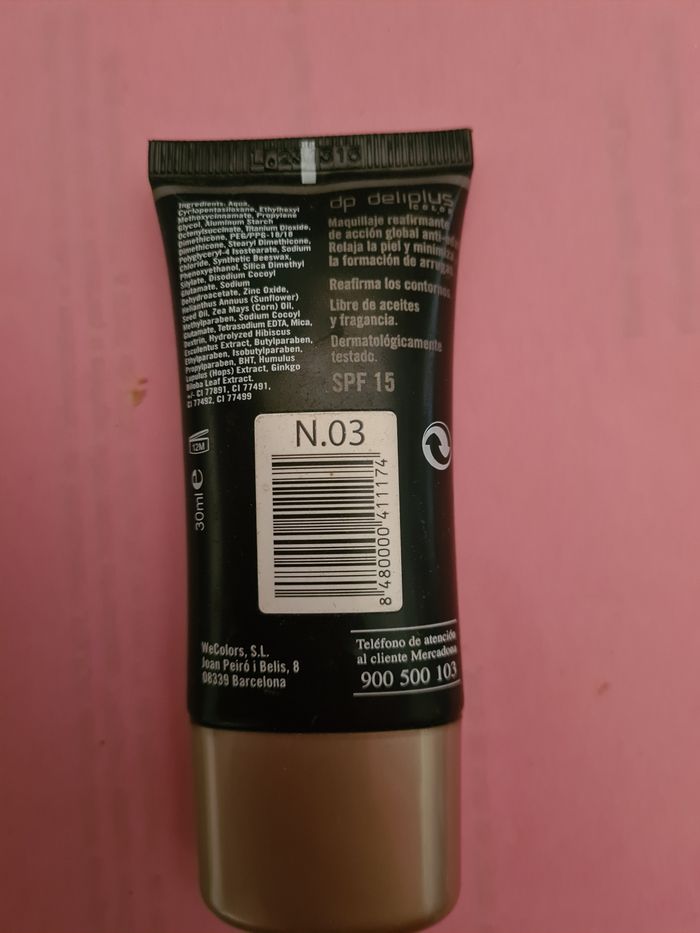 Ingredients. Aqua,
Cyclopentasiloxane, Ethylhexyl
Methoxycinnamate, Propylene
Glycol, Aluminum Starch
Octenylsuccinate, Titanium Dioxide,
Dimethicone, PEG/PPG-18/18
Dimethicone, Stearyl Dimethicone,
Polyglyceryl-4 Isostearate, Sodium
Chloride, Synthetic Beeswax,
Phenoxyethanol, Silica Dimethyl
Silylate, Disodium Cocoyl
Glutamate, Sodium
Dehydroacetate, Zinc Oxide,
Helianthus Annuus (Sunflower)
Seed Oil, Zea Mays (Corn) Oil,
Methylparaben, Sodium Cocoyl
Glutamate, Tetrasodium EDTA, Mica,
Dextrin, Hydrolyzed Hibiscus
Esculentus Extract, Butylparaben,
Ethylparaben, Isobutylparaben,
Propylparaben, BHT, Humulus
Lupulus (Hops) Extract, Ginkgo
Biloba Leaf Extract.
+/- CI 77891, CI 77491,
CI 77492, CI 77499
dp deliplus
COLOR
Maquillaje reafirmante
de acción global anti-edad
Relaja la piel y minimiza
la formación de arrugas
Reafirma los contornos
Libre de aceites
y fragancia.
Dermatológicamente
testado.
SPF 15
12M
30ml e
N.03
8 480000 411174
WeColors, S.L.
Joan Peiró i Belis, 8
08339 Barcelona
Teléfono de atención
al cliente Mercadona
900 500 103